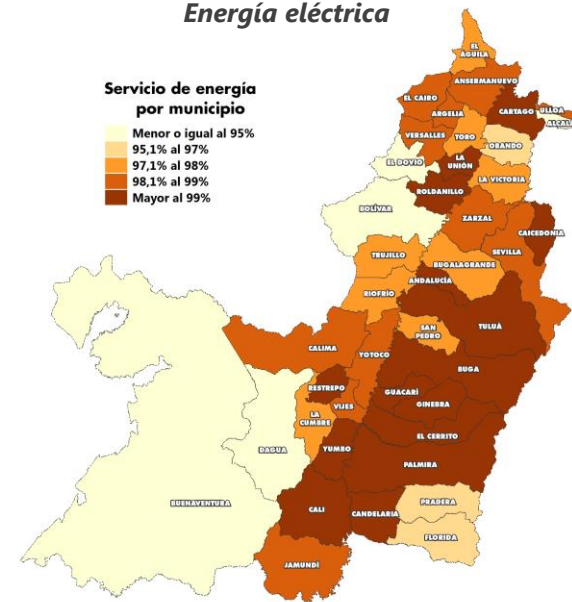 Energía eléctrica
Servicio de energía
por municipio
Menor o igual al 95%
95,1% al 97%
97,1% al 98%
98,1% al 99%
Mayor al 99%
EL
ÁGUILA
ANSERMANUEVO
EL CAIRO
CARTAGO
ULLOA
ALCALÁ
ARGELIA
VERSALLES
TORO
OBANDO
EL DOVIO
LA
UNIÓN
LA VICTORIA
ROLDANILLO
BOLÍVAR
ZARZAL
CAICEDONIA
SEVILLA
TRUJILLO
BUGALAGRANDE
ANDALUCÍA
RIOFRÍO
SAN
PEDRO
TULUÁ
CALIMA
YOTOCO
BUGA
RESTREPO
GUACARÍ
GINEBRA
VIJES
LA
CUMBRE
EL CERRITO
DAGUA
YUMBO
PALMIRA
BUENAVENTURA
PRADERA
CALI
CANDELARIA
FLORIDA
JAMUNDÍ